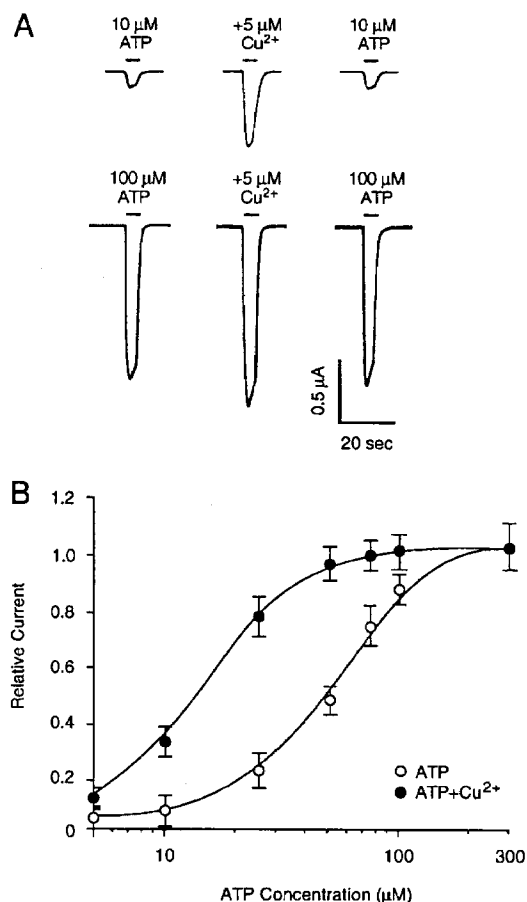 A
10 μM
ATP
+5 μM
Cu²⁺
10 μM
ATP
100 μM
ATP
+5 μM
Cu²⁺
100 μM
ATP
0.5 μA
20 sec
B
Relative Current
1.2
1.0
0.8
0.6
0.4
0.2
0
ATP
ATP+Cu²⁺
10
100
300
ATP Concentration (μM)